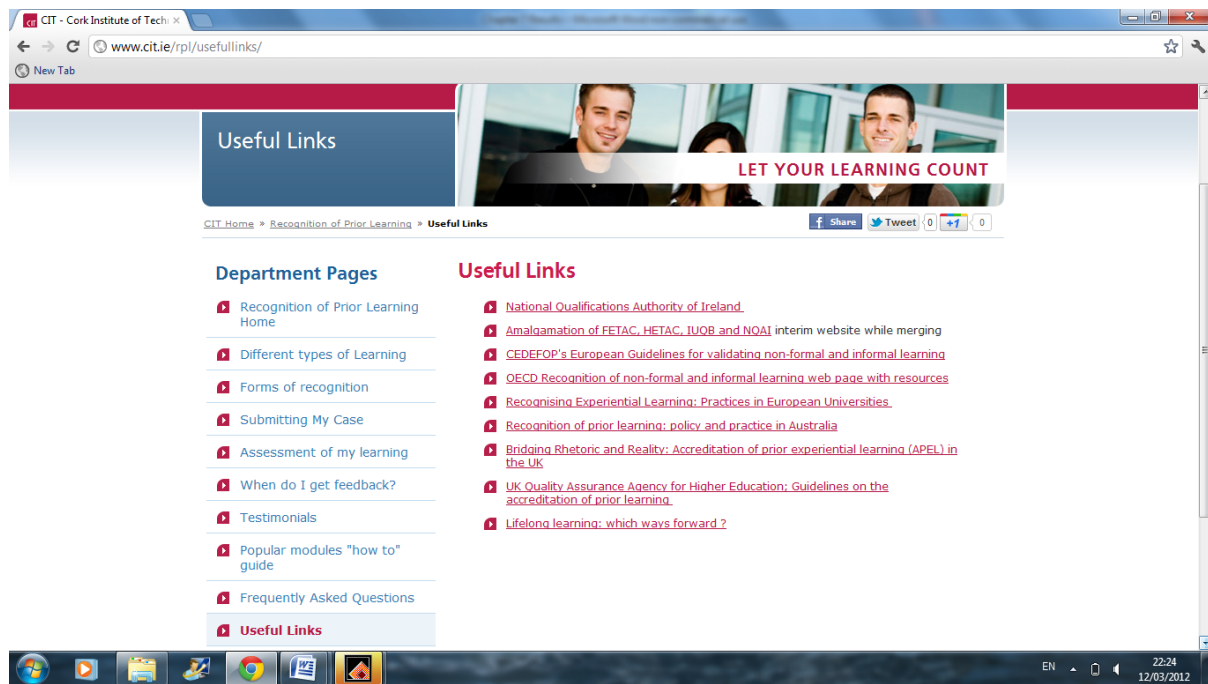 CIT - Cork Institute of Tech
www.cit.ie/rpl/usefullinks/
New Tab
Useful Links
LET YOUR LEARNING COUNT
CIT Home » Recognition of Prior Learning » Useful Links
Share Tweet 0 +1 0
Department Pages
Recognition of Prior Learning
Home
Different types of Learning
Forms of recognition
Submitting My Case
Assessment of my learning
When do I get feedback?
Testimonials
Popular modules "how to"
guide
Frequently Asked Questions
Useful Links
Useful Links
National Qualifications Authority of Ireland
Amalgamation of FETAC, HETAC, IUQB and NQAI interim website while merging
CEDEFOP's European Guidelines for validating non-formal and informal learning
OECD Recognition of non-formal and informal learning web page with resources
Recognising Experiential Learning: Practices in European Universities
Recognition of prior learning: policy and practice in Australia
Bridging Rhetoric and Reality: Accreditation of prior experiential learning (APEL) in
the UK
UK Quality Assurance Agency for Higher Education; Guidelines on the
accreditation of prior learning
Lifelong learning: which ways forward ?
EN
22:24
12/03/2012